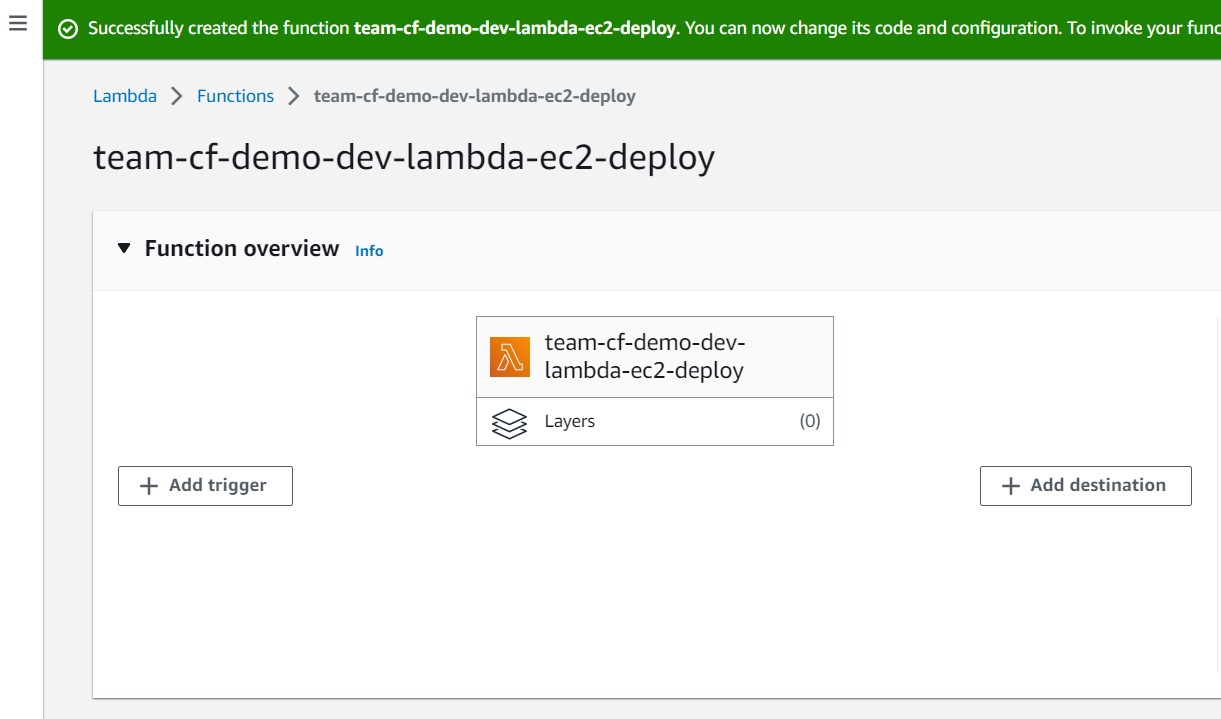 Successfully created the function team-cf-demo-dev-lambda-ec2-deploy. You can now change its code and configuration. To invoke your func
Lambda > Functions > team-cf-demo-dev-lambda-ec2-deploy
team-cf-demo-dev-lambda-ec2-deploy
Function overview Info
team-cf-demo-dev-
lambda-ec2-deploy
Layers (0)
+ Add trigger
+ Add destination